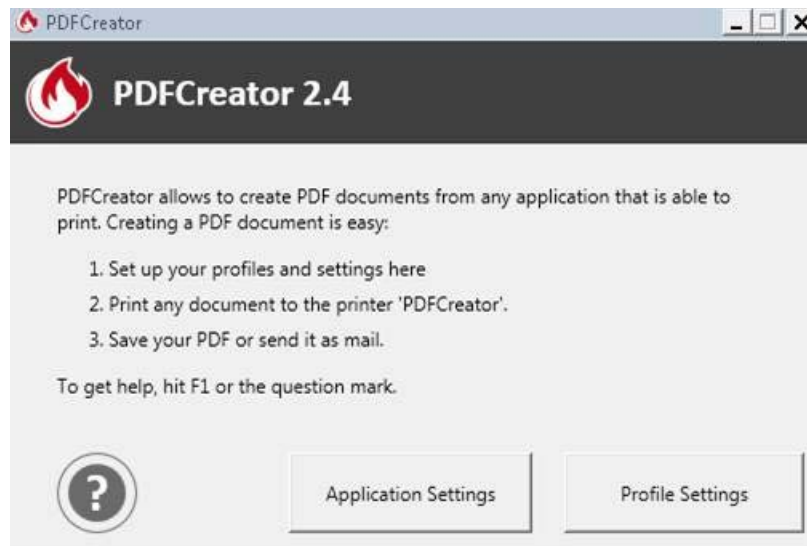 PDFCreator
PDFCreator 2.4
PDFCreator allows to create PDF documents from any application that is able to
print. Creating a PDF document is easy:
1. Set up your profiles and settings here
2. Print any document to the printer 'PDFCreator'.
3. Save your PDF or send it as mail.
To get help, hit F1 or the question mark.
?
Application Settings
Profile Settings